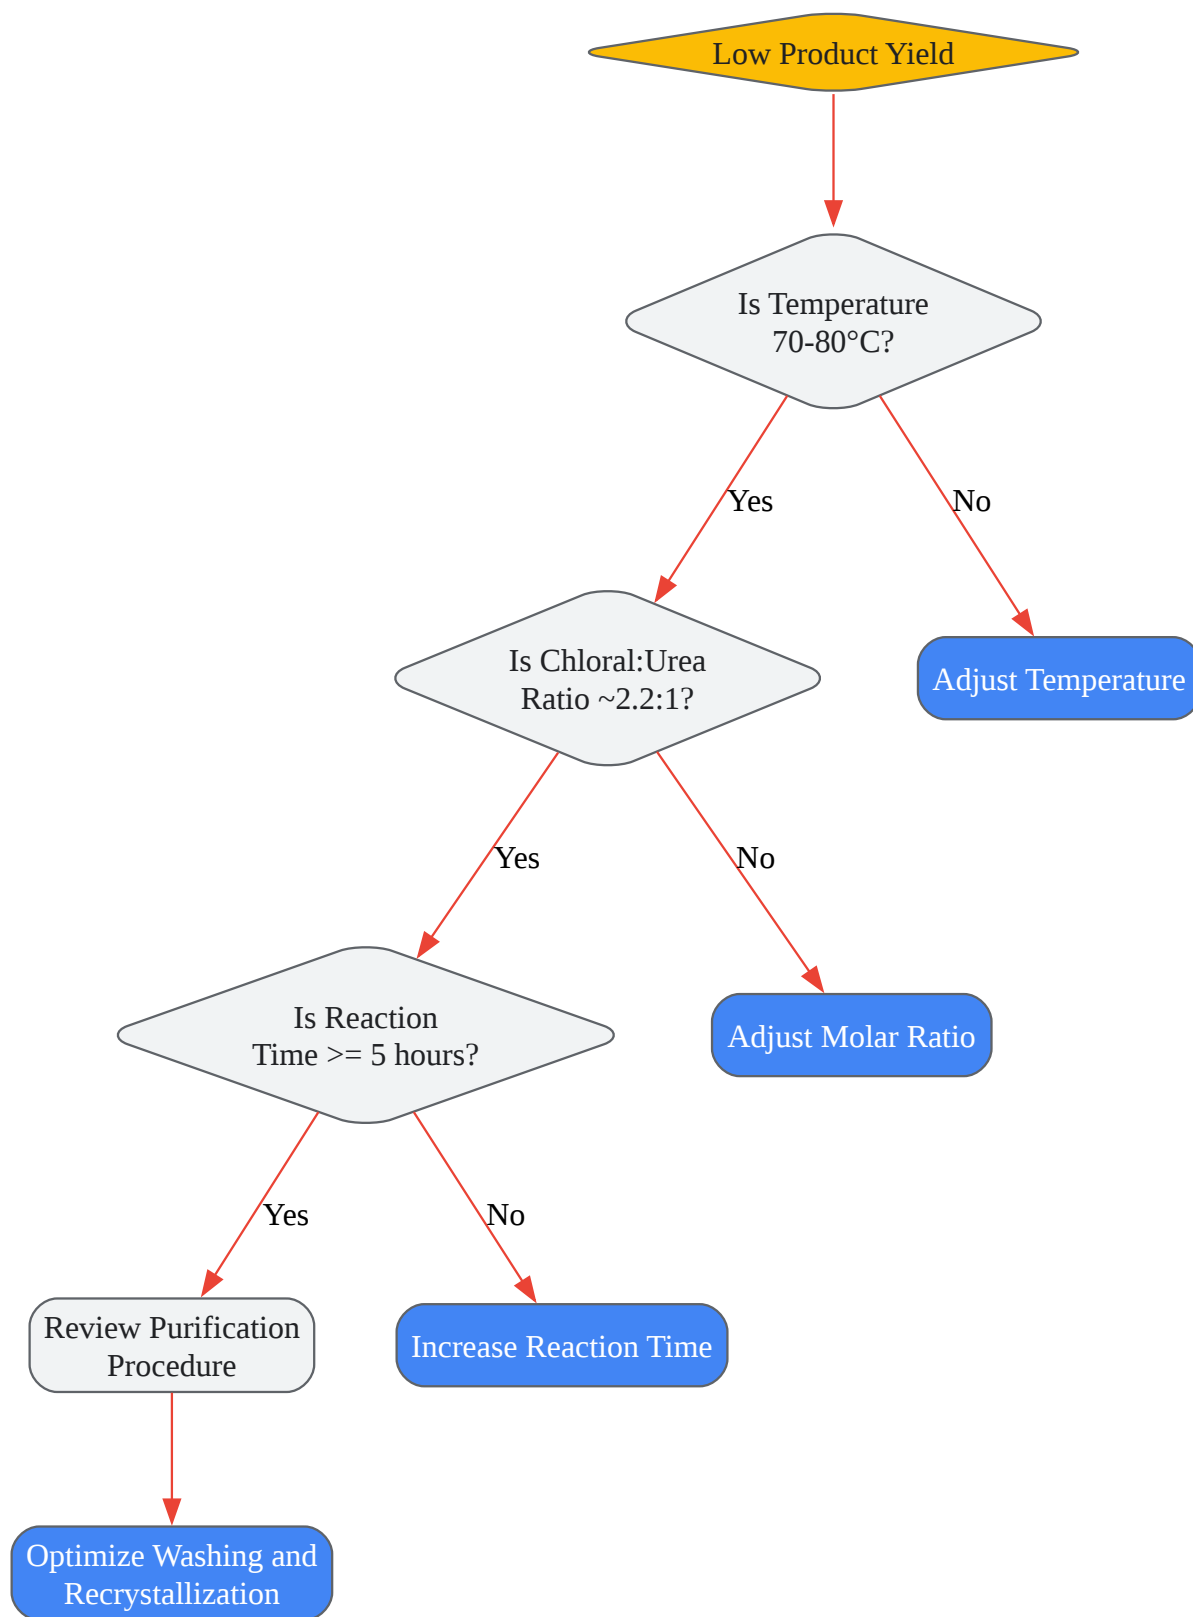 Low Product Yield
Is Temperature
70-80°C?
Yes
No
Is Chloral:Urea
Ratio ~2.2:1?
Adjust Temperature
Yes
No
Is Reaction
Time >= 5 hours?
Adjust Molar Ratio
Yes
No
Review Purification
Procedure
Increase Reaction Time
Optimize Washing and
Recrystallization